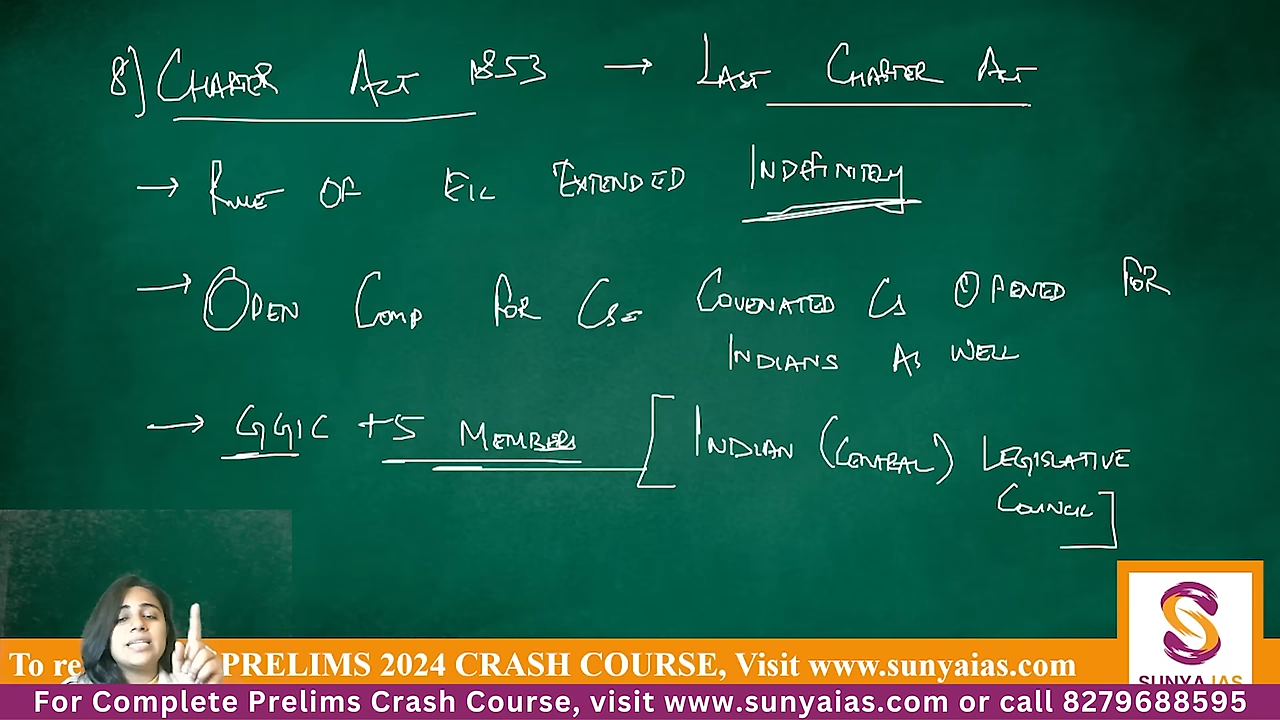 8] CHARTER ACT 1853 → LAST CHARTER ACT
→ RULE OF EIC EXTENDED INDEFINITELY
→ OPEN COMP FOR CS = COVENATED CS OPENED FOR
INDIANS AS WELL
→ GGIC +5 MEMBERS [INDIAN (CENTRAL) LEGISLATIVE
COUNCIL]
To re PRELIMS 2024 CRASH COURSE, Visit www.sunyaias.com
SUNYA IAS
For Complete Prelims Crash Course, visit www.sunyaias.com or call 8279688595